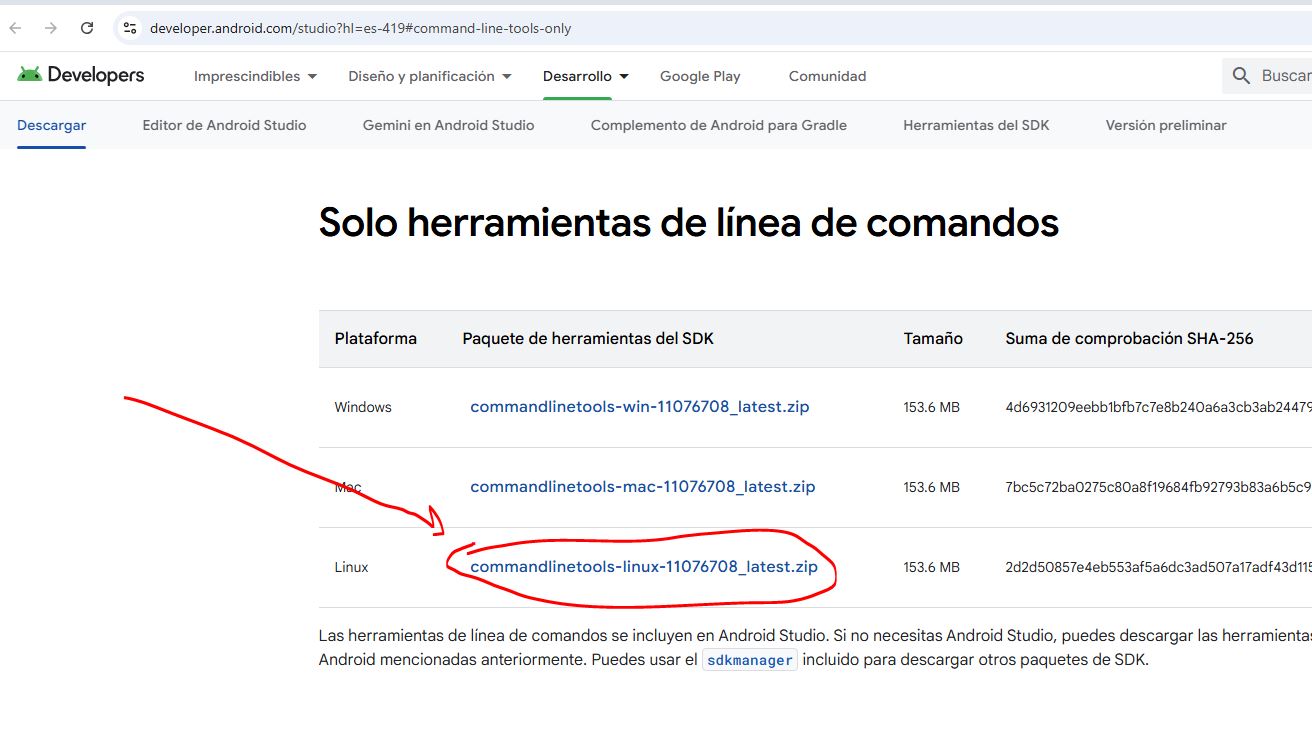 developer.android.com/studio?hl=es-419#command-line-tools-only
Developers Imprescindibles Diseño y planificación Desarrollo Google Play Comunidad Buscar
Descargar Editor de Android Studio Gemini en Android Studio Complemento de Android para Gradle Herramientas del SDK Versión preliminar
Solo herramientas de línea de comandos
Plataforma Paquete de herramientas del SDK Tamaño Suma de comprobación SHA-256
Windows commandlinetools-win-11076708_latest.zip 153.6 MB 4d6931209eebb1bfb7c7e8b240a6a3cb3ab24479
Mac commandlinetools-mac-11076708_latest.zip 153.6 MB 7bc5c72ba0275c80a8f19684fb92793b83a6b5c9
Linux commandlinetools-linux-11076708_latest.zip 153.6 MB 2d2d50857e4eb553af5a6dc3ad507a17adf43d115
Las herramientas de línea de comandos se incluyen en Android Studio. Si no necesitas Android Studio, puedes descargar las herramientas
Android mencionadas anteriormente. Puedes usar el sdkmanager incluido para descargar otros paquetes de SDK.